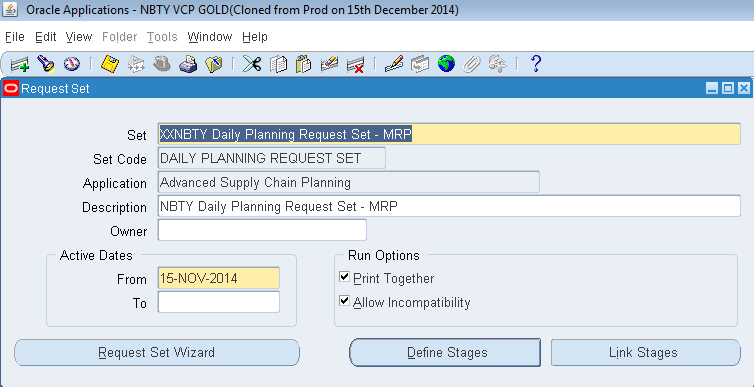 Oracle Applications - NBTY VCP GOLD(Cloned from Prod on 15th December 2014)
File Edit View Folder Tools Window Help
Request Set
Set XXNBTY Daily Planning Request Set - MRP
Set Code DAILY PLANNING REQUEST SET
Application Advanced Supply Chain Planning
Description NBTY Daily Planning Request Set - MRP
Owner
Active Dates Run Options
From 15-NOV-2014 Print Together
To Allow Incompatibility
Request Set Wizard Define Stages Link Stages